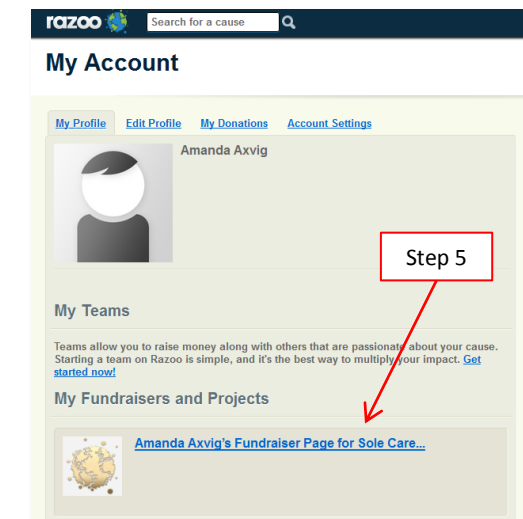 razoo Search for a cause
My Account
My Profile Edit Profile My Donations Account Settings
Amanda Axvig
Step 5
My Teams
Teams allow you to raise money along with others that are passionate about your cause.
Starting a team on Razoo is simple, and it's the best way to multiply your impact. Get
started now!
My Fundraisers and Projects
Amanda Axvig's Fundraiser Page for Sole Care...